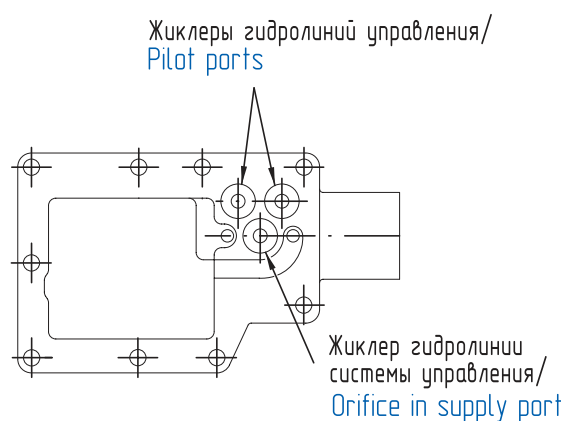 Жиклеры гидролиний управления/
Pilot ports
Жиклер гидролинии
системы управления/
Orifice in supply port